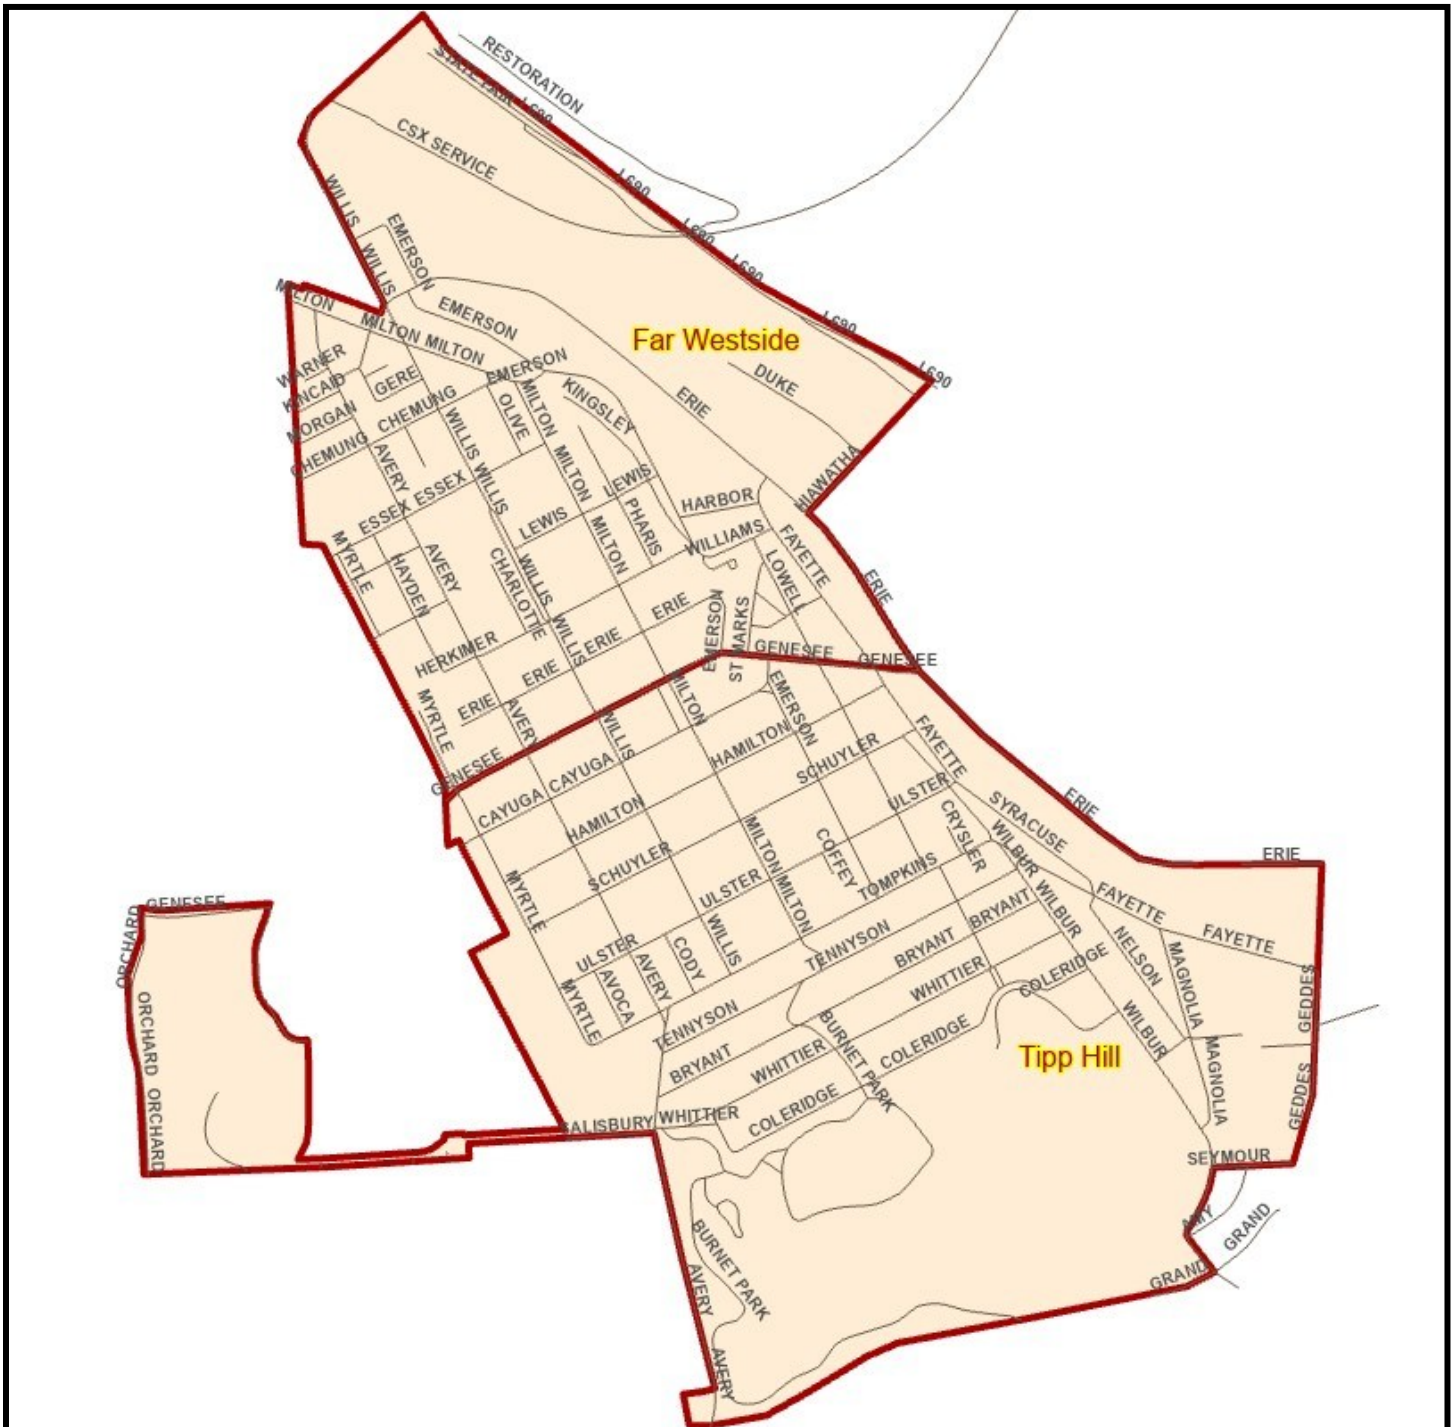 RESTORATION
STATE FAIR
I 690
CSX SERVICE
I 690
WILLIS
EMERSON
I 690
WILLIS
I 690
MILTON
EMERSON
I 690
MILTON
MILTON
Far Westside
WARNER
EMERSON
I 690
KINCAID
GERE
DUKE
MORGAN
CHEMUNG
OLIVE
MILTON
KINGSLEY
ERIE
CHEMUNG
AVERY
WILLIS
MILTON
LEWIS
HIAWATHA
ESSEX
ESSEX
WILLIS
HARBOR
LEWIS
MILTON
PHARIS
WILLIAMS
FAYETTE
MYRTLE
HAYDEN
AVERY
CHARLOTTE
WILLIS
LOWELL
ERIE
HERKIMER
WILLIS
ERIE
ERIE
EMERSON
ST MARKS
GENESEE
GENESEE
ERIE
ERIE
MYRTLE
AVERY
WILLIS
MILTON
EMERSON
GENESEE
CAYUGA
CAYUGA
HAMILTON
SCHUYLER
FAYETTE
HAMILTON
ULSTER
SYRACUSE
ERIE
SCHUYLER
MILTON
COFFEY
CRYSLER
WILBUR
ERIE
MYRTLE
ULSTER
MILTON
TOMPKINS
WILBUR
FAYETTE
GENESEE
ORCHARD
ULSTER
CODY
WILLIS
TENNYSON
BRYANT
BRYANT
NELSON
FAYETTE
AVOCA
AVERY
WHITTIER
COLERIDGE
MAGNOLIA
GEDDES
ORCHARD
MYRTLE
TENNYSON
BURNET PARK
COLERIDGE
WILBUR
BRYANT
WHITTIER
Tipp Hill
MAGNOLIA
GEDDES
ORCHARD
SALISBURY
WHITTIER
COLERIDGE
SEYMOUR
AMY
GRAND
BURNET PARK
AVERY
GRAND
AVERY